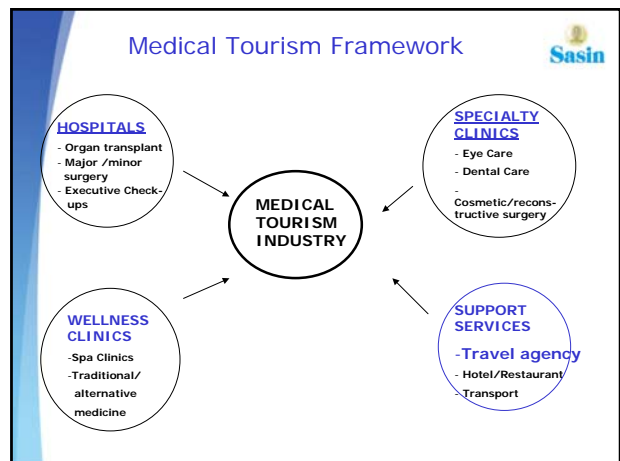 Medical Tourism Framework
Sasin
HOSPITALS
- Organ transplant
- Major /minor
surgery
- Executive Check-
ups
SPECIALTY
CLINICS
- Eye Care
- Dental Care
-
Cosmetic/recons-
tructive surgery
MEDICAL
TOURISM
INDUSTRY
WELLNESS
CLINICS
-Spa Clinics
-Traditional/
alternative
medicine
SUPPORT
SERVICES
-Travel agency
- Hotel/Restaurant
- Transport